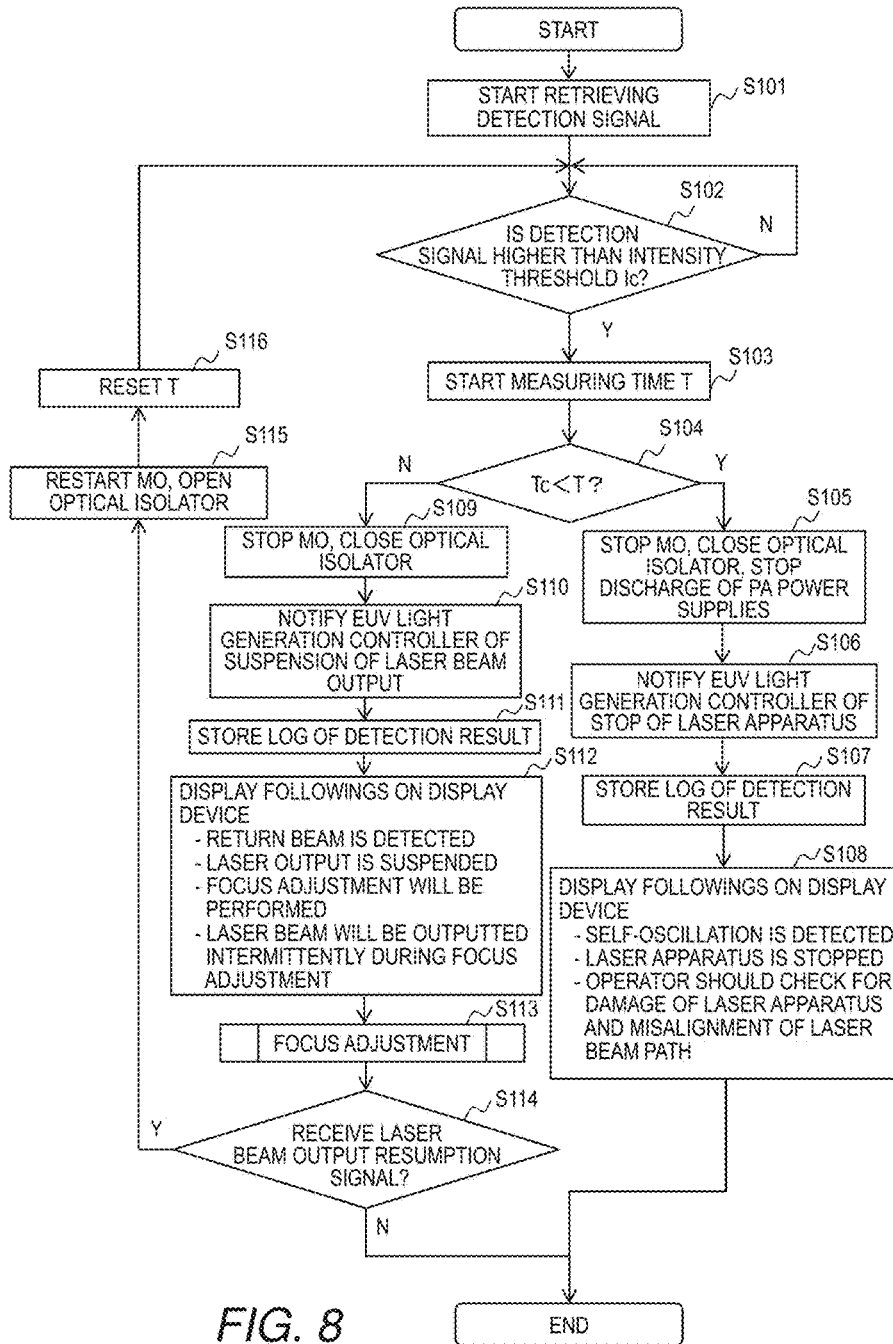 START
S101
START RETRIEVING
DETECTION SIGNAL
S102
IS DETECTION
SIGNAL HIGHER THAN INTENSITY
THRESHOLD Ic?
N
Y
S103
START MEASURING TIME T
S104
Tc<T?
N
Y
S116
RESET T
S115
RESTART MO, OPEN
OPTICAL ISOLATOR
S109
STOP MO, CLOSE OPTICAL
ISOLATOR
S105
STOP MO, CLOSE OPTICAL
ISOLATOR, STOP
DISCHARGE OF PA POWER
SUPPLIES
S110
NOTIFY EUV LIGHT
GENERATION CONTROLLER OF
SUSPENSION OF LASER BEAM
OUTPUT
S106
NOTIFY EUV LIGHT
GENERATION CONTROLLER OF
STOP OF LASER APPARATUS
S111
STORE LOG OF DETECTION RESULT
S107
STORE LOG OF DETECTION
RESULT
S112
DISPLAY FOLLOWINGS ON DISPLAY
DEVICE
- RETURN BEAM IS DETECTED
- LASER OUTPUT IS SUSPENDED
- FOCUS ADJUSTMENT WILL BE
PERFORMED
- LASER BEAM WILL BE OUTPUTTED
INTERMITTENTLY DURING FOCUS
ADJUSTMENT
S108
DISPLAY FOLLOWINGS ON DISPLAY
DEVICE
- SELF-OSCILLATION IS DETECTED
- LASER APPARATUS IS STOPPED
- OPERATOR SHOULD CHECK FOR
DAMAGE OF LASER APPARATUS
AND MISALIGNMENT OF LASER
BEAM PATH
S113
FOCUS ADJUSTMENT
S114
RECEIVE LASER
BEAM OUTPUT RESUMPTION
SIGNAL?
Y
N
END
FIG. 8